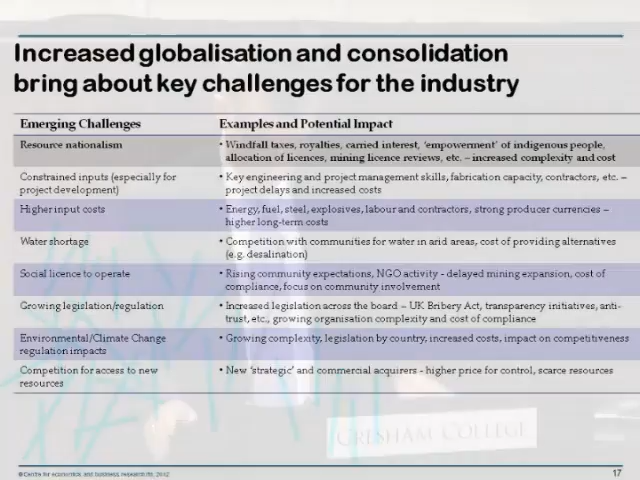 Increased globalisation and consolidation
bring about key challenges for the industry
Emerging Challenges Examples and Potential Impact
Resource nationalism • Windfall taxes, royalties, carried interest, 'empowerment' of indigenous people,
allocation of licences, mining licence reviews, etc. – increased complexity and cost
Constrained inputs (especially for • Key engineering and project management skills, fabrication capacity, contractors, etc. –
project development) project delays and increased costs
Higher input costs • Energy, fuel, steel, explosives, labour and contractors, strong producer currencies –
higher long-term costs
Water shortage • Competition with communities for water in arid areas, cost of providing alternatives
(e.g. desalination)
Social licence to operate • Rising community expectations, NGO activity - delayed mining expansion, cost of
compliance, focus on community involvement
Growing legislation/regulation • Increased legislation across the board – UK Bribery Act, transparency initiatives, anti-
trust, etc., growing organisation complexity and cost of compliance
Environmental/Climate Change • Growing complexity, legislation by country, increased costs, impact on competitiveness
regulation impacts
Competition for access to new • New 'strategic' and commercial acquirers - higher price for control, scarce resources
resources
GRESHAM COLLEGE
© Centre for economics and business research ltd, 2012 17